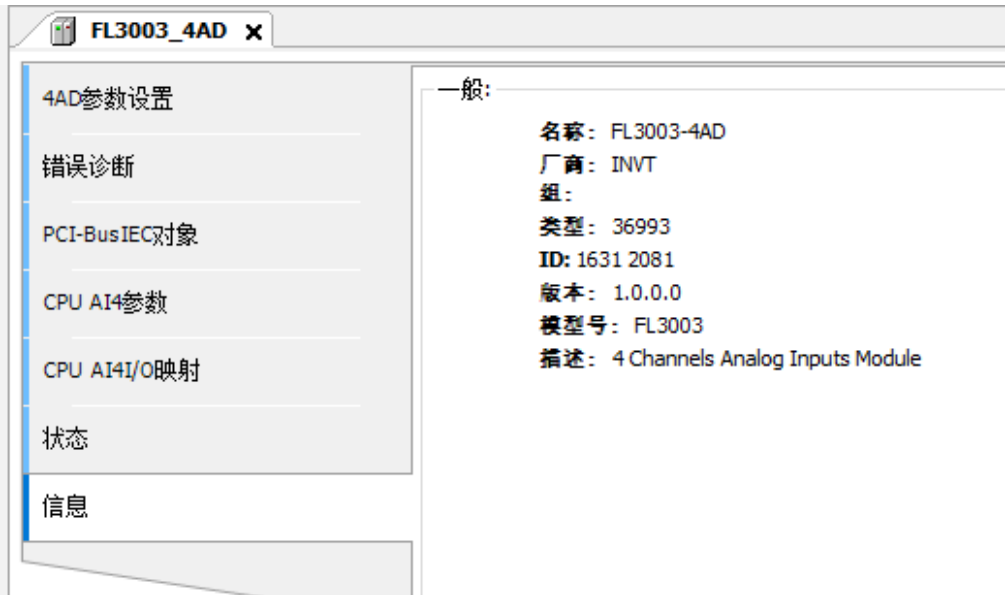 FL3003_4AD
4AD参数设置
错误诊断
PCI-BusIEC对象
CPU AI4参数
CPU AI4I/O映射
状态
信息
一般:
名称： FL3003-4AD
厂商： INVT
组：
类型： 36993
ID: 1631 2081
版本： 1.0.0.0
模型号： FL3003
描述： 4 Channels Analog Inputs Module